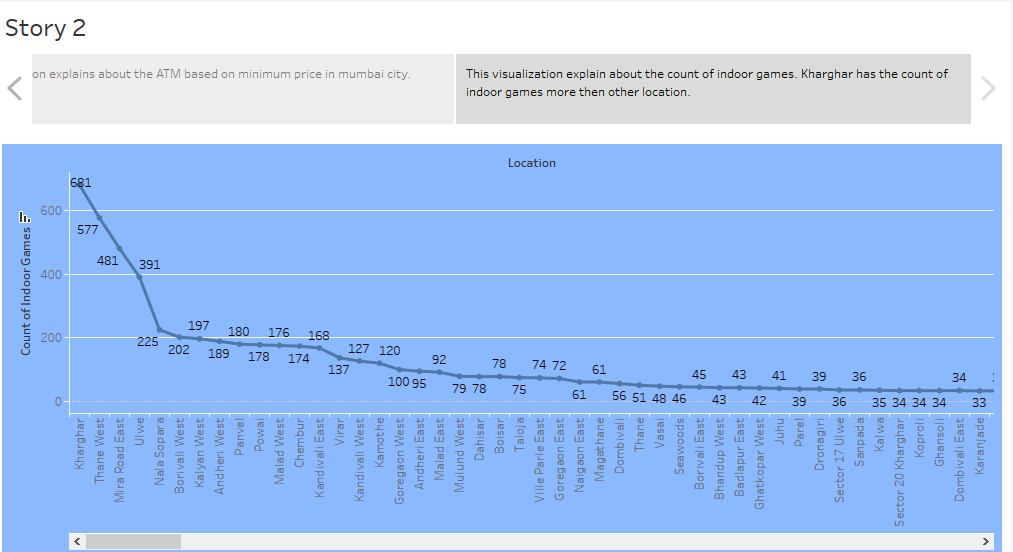 Story 2
on explains about the ATM based on minimum price in mumbai city.
This visualization explain about the count of indoor games. Kharghar has the count of
indoor games more then other location.
Location
Count of Indoor Games
600
400
200
0
681
577
481
391
225
202
197
189
180
178
176
174
168
137
127
120
100
95
92
79
78
78
75
74
72
61
61
56
51
48
46
45
43
43
42
41
39
39
36
36
35
34
34
34
34
33
Kharghar
Thane West
Mira Road East
Ulwe
Nala Sopara
Borivali West
Kalyan West
Andheri West
Panvel
Powai
Malad West
Chembur
Kandivali East
Virar
Kandivali West
Kamothe
Goregaon West
Andheri East
Malad East
Mulund West
Dahisar
Boisar
Taloja
Ville Parle East
Goregaon East
Naigaon East
Magathane
Dombivali
Thane
Vasai
Seawoods
Borivali East
Bhandup West
Badlapur East
Ghatkopar West
Juhu
Parel
Dronagiri
Sector 17 Ulwe
Sanpada
Kalwa
Sector 20 Kharghar
Koproli
Ghansoli
Dombivli East
Karanjade